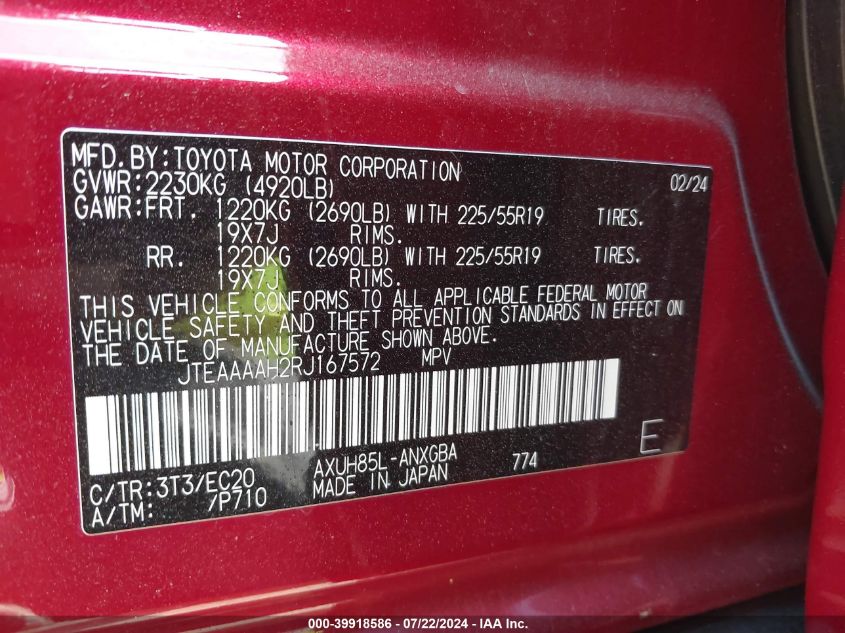 MFD.BY:TOYOTA MOTOR CORPORATION 02/24
GVWR:2230KG (4920LB)
GAWR:FRT. 1220KG (2690LB) WITH 225/55R19 TIRES.
19X7J RIMS.
RR. 1220KG (2690LB) WITH 225/55R19 TIRES.
19X7J RIMS.
THIS VEHICLE CONFORMS TO ALL APPLICABLE FEDERAL MOTOR
VEHICLE SAFETY AND THEFT PREVENTION STANDARDS IN EFFECT ON
THE DATE OF MANUFACTURE SHOWN ABOVE.
JTEAAAAH2RJ167572 MPV
C/TR:3T3/EC20 AXUH85L-ANXGBA 774 E
A/TM: /P710 MADE IN JAPAN
000-39918586 - 07/22/2024 - IAA Inc.